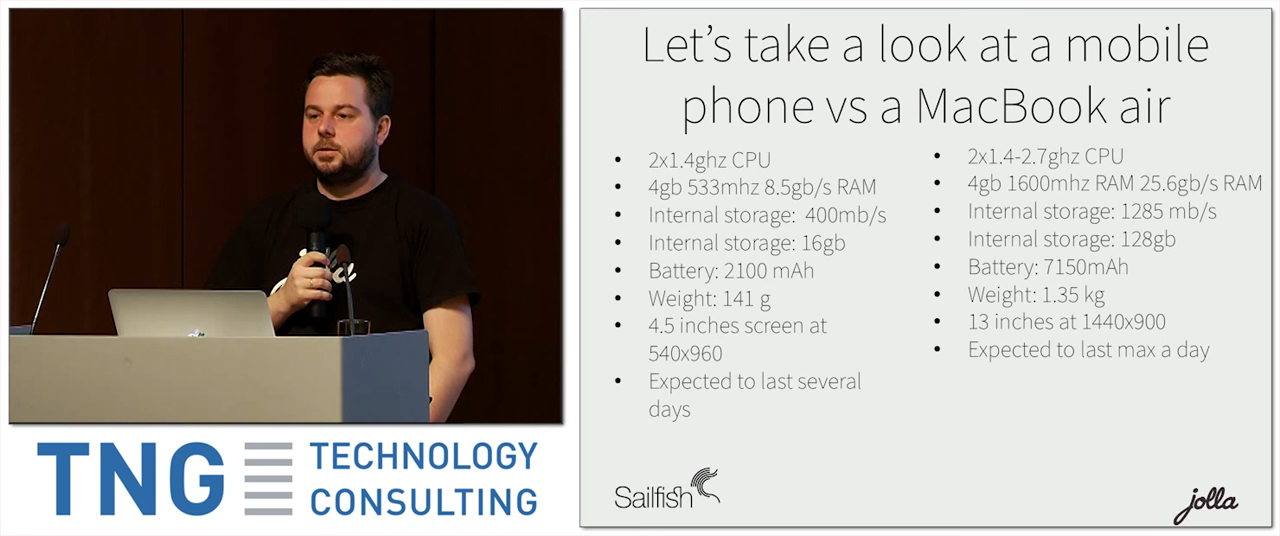 Let's take a look at a mobile
phone vs a MacBook air
• 2x1.4ghz CPU
• 4gb 533mhz 8.5gb/s RAM
• Internal storage: 400mb/s
• Internal storage: 16gb
• Battery: 2100 mAh
• Weight: 141 g
• 4.5 inches screen at
540x960
• Expected to last several
days
• 2x1.4-2.7ghz CPU
• 4gb 1600mhz RAM 25.6gb/s RAM
• Internal storage: 1285 mb/s
• Internal storage: 128gb
• Battery: 7150mAh
• Weight: 1.35 kg
• 13 inches at 1440x900
• Expected to last max a day
Sailfish
jolla
TNG
TECHNOLOGY
CONSULTING